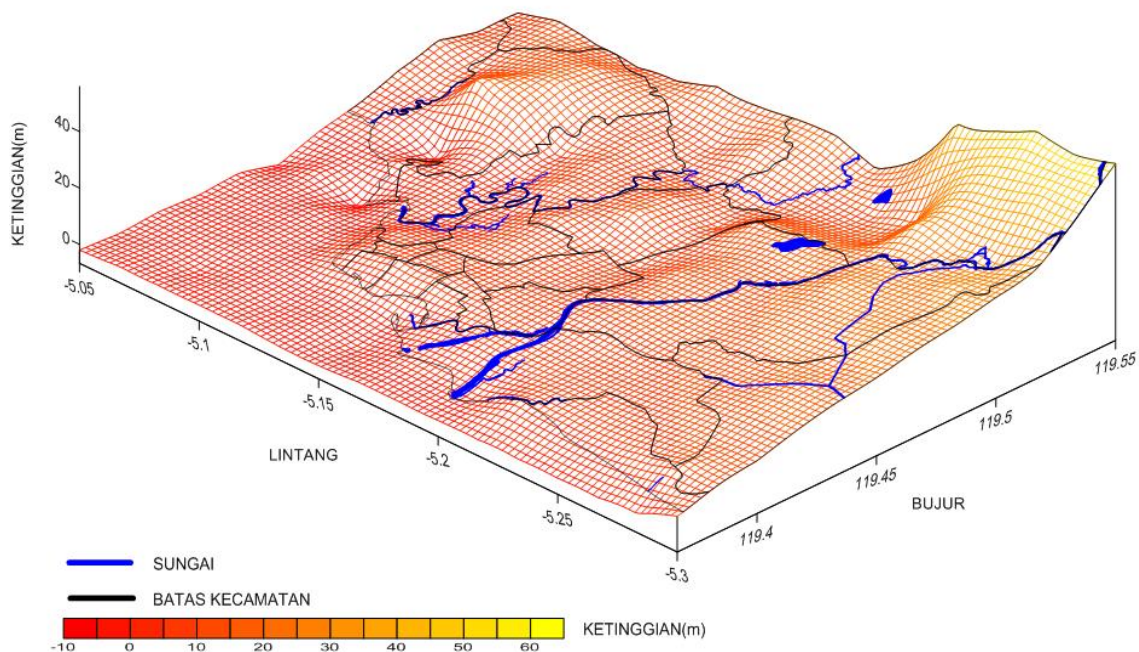 KETINGGIAN(m)
40
20
0
-5.05
-5.1
-5.15
-5.2
-5.25
-5.3
LINTANG
119.4
119.45
119.5
119.55
BUJUR
SUNGAI
BATAS KECAMATAN
KETINGGIAN(m)
-10 0 10 20 30 40 50 60